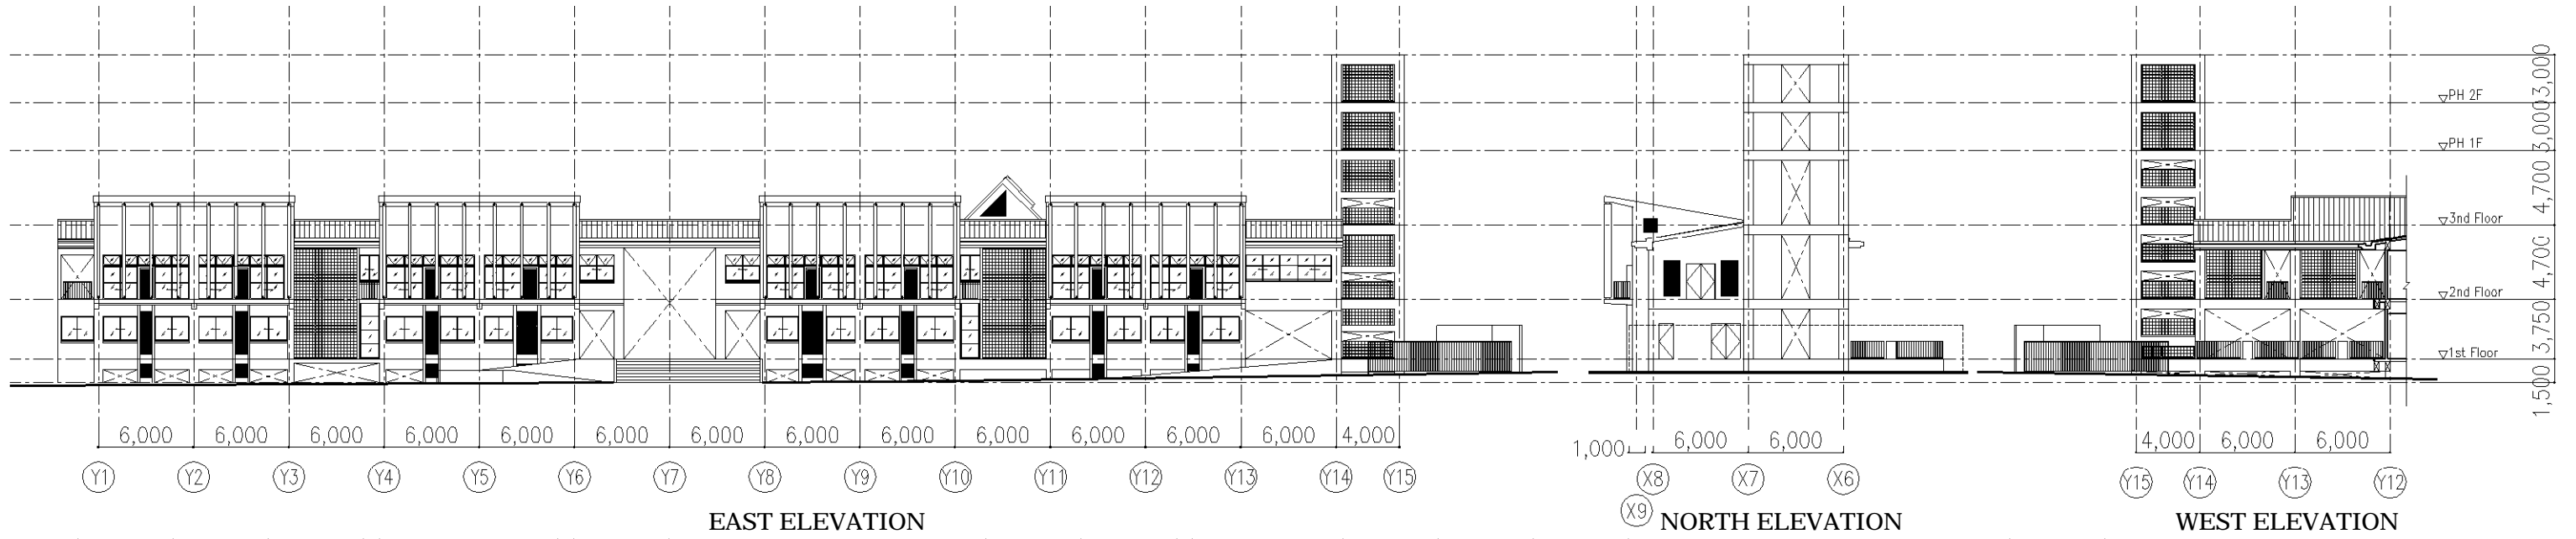 3,000
▽PH 2F
3,000
▽PH 1F
4,700
▽3nd Floor
4,700
▽2nd Floor
3,750
▽1st Floor
1,500
6,000 6,000 6,000 6,000 6,000 6,000 6,000 6,000 6,000 6,000 6,000 6,000 6,000 4,000
Y1 Y2 Y3 Y4 Y5 Y6 Y7 Y8 Y9 Y10 Y11 Y12 Y13 Y14 Y15
EAST ELEVATION
1,000 6,000 6,000
X8 X7 X6
X9
NORTH ELEVATION
4,000 6,000 6,000
Y15 Y14 Y13 Y12
WEST ELEVATION